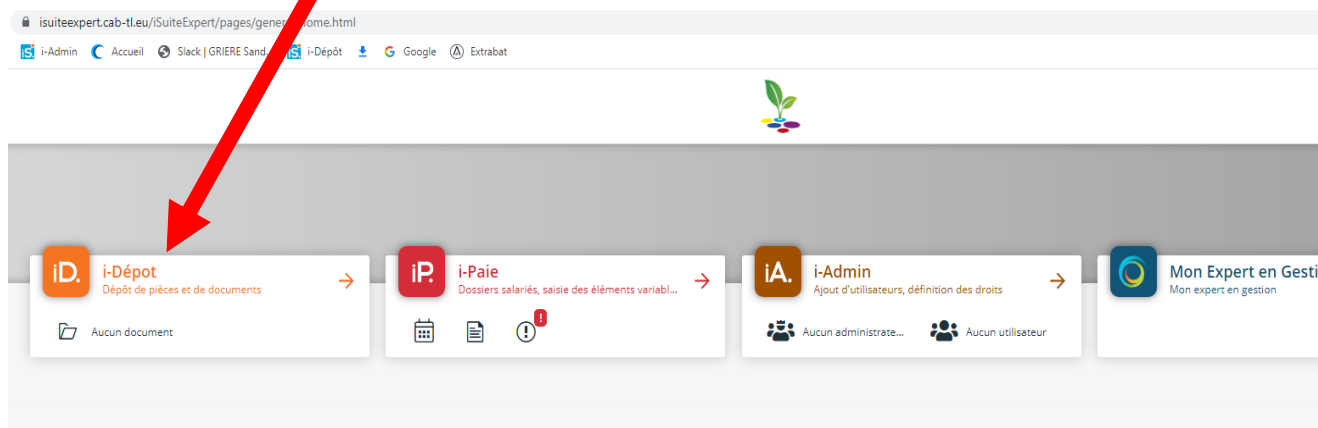 isuiteexpert.cab-tl.eu/iSuiteExpert/pages/gener ome.html
i-Admin Accueil Slack | GRIERE Sand. i-Dépôt Google Extrabat
iD. i-Dépot
Dépôt de pièces et de documents
Aucun document
iP. i-Paie
Dossiers salariés, saisie des éléments variabl...
!
iA. i-Admin
Ajout d'utilisateurs, définition des droits
Aucun administrate... Aucun utilisateur
Mon Expert en Gesti
Mon expert en gestion